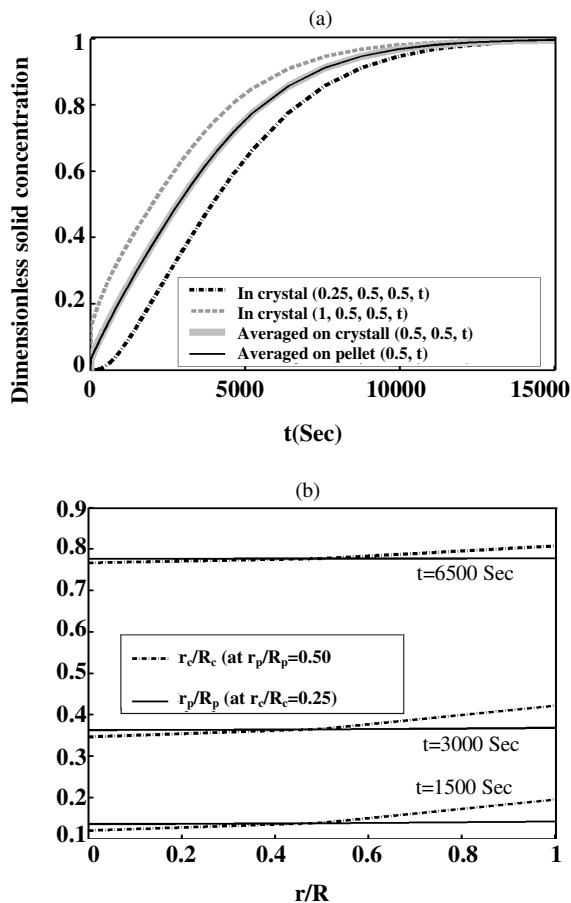 (a)
Dimensionless solid concentration
1
0.8
0.6
0.4
0.2
0
In crystal (0.25, 0.5, 0.5, t)
In crystal (1, 0.5, 0.5, t)
Averaged on crystall (0.5, 0.5, t)
Averaged on pellet (0.5, t)
0 5000 10000 15000
t(Sec)
(b)
0.9
0.8
0.7
0.6
0.5
0.4
0.3
0.2
0.1
t=6500 Sec
rc/Rc (at rp/Rp=0.50
rp/Rp (at rc/Rc=0.25)
t=3000 Sec
t=1500 Sec
0 0.2 0.4 0.6 0.8 1
r/R